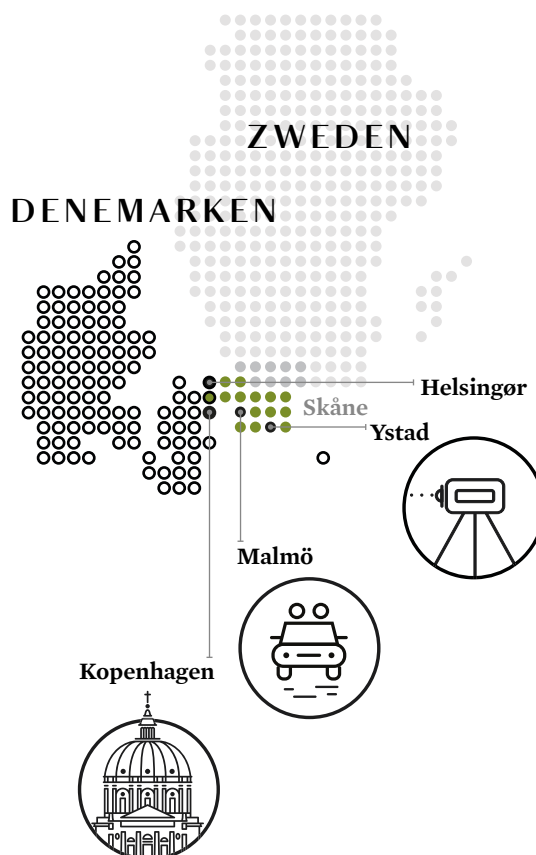 ZWEDEN
DENEMARKEN
Helsingør
Skåne
Ystad
Malmö
Kopenhagen